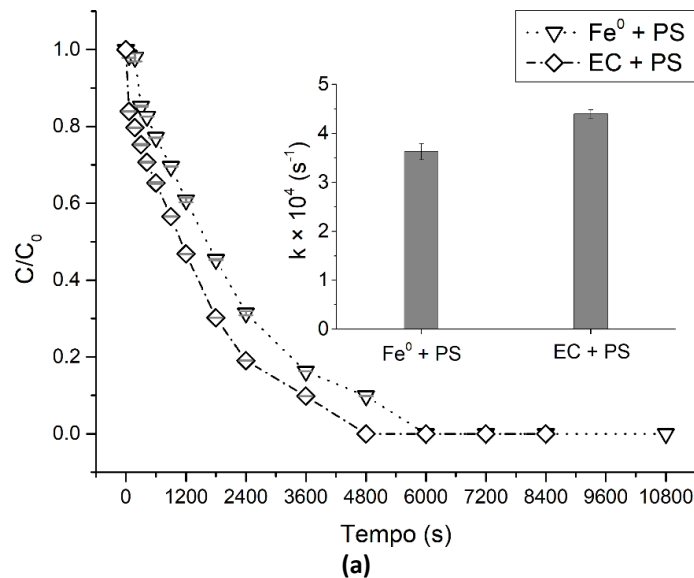 Fe⁰ + PS
EC + PS
C/C₀
1.0
0.8
0.6
0.4
0.2
0.0
k × 10⁴ (s⁻¹)
5
4
3
2
1
0
Fe⁰ + PS
EC + PS
0 1200 2400 3600 4800 6000 7200 8400 9600 10800
Tempo (s)
(a)